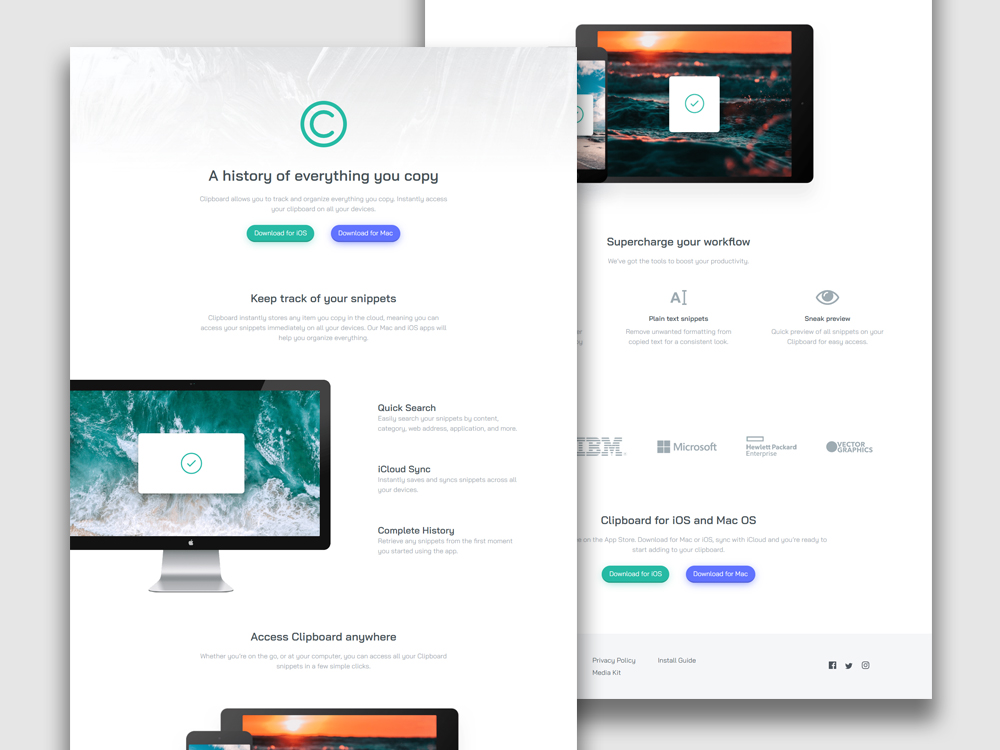 C
A history of everything you copy
Clipboard allows you to track and organize everything you copy. Instantly access
your clipboard on all your devices.
Download for iOS
Download for Mac
Keep track of your snippets
Clipboard instantly stores any item you copy in the cloud, meaning you can
access your snippets immediately on all your devices. Our Mac and iOS apps will
help you organize everything.
Quick Search
Easily search your snippets by content,
category, web address, application, and more.
iCloud Sync
Instantly saves and syncs snippets across all
your devices.
Complete History
Retrieve any snippets from the first moment
you started using the app.
Access Clipboard anywhere
Whether you're on the go, or at your computer, you can access all your Clipboard
snippets in a few simple clicks.
Supercharge your workflow
We've got the tools to boost your productivity.
A
Plain text snippets
Remove unwanted formatting from
copied text for a consistent look.
Sneak preview
Quick preview of all snippets on your
Clipboard for easy access.
IBM
Microsoft
Hewlett Packard
Enterprise
VECTOR
GRAPHICS
Clipboard for iOS and Mac OS
on the App Store. Download for Mac or iOS, sync with iCloud and you're ready to
start adding to your clipboard.
Download for iOS
Download for Mac
Privacy Policy
Install Guide
Media Kit